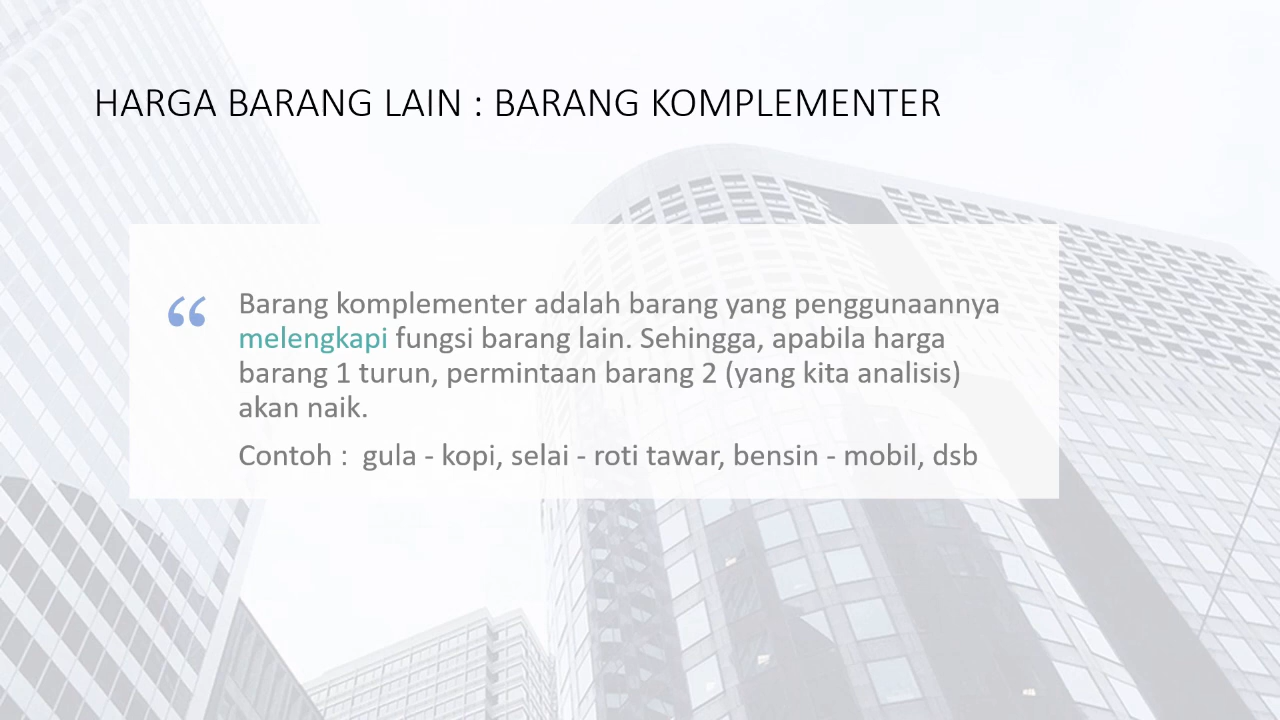 HARGA BARANG LAIN : BARANG KOMPLEMENTER
“
Barang komplementer adalah barang yang penggunaannya
melengkapi fungsi barang lain. Sehingga, apabila harga
barang 1 turun, permintaan barang 2 (yang kita analisis)
akan naik.
Contoh : gula - kopi, selai - roti tawar, bensin - mobil, dsb